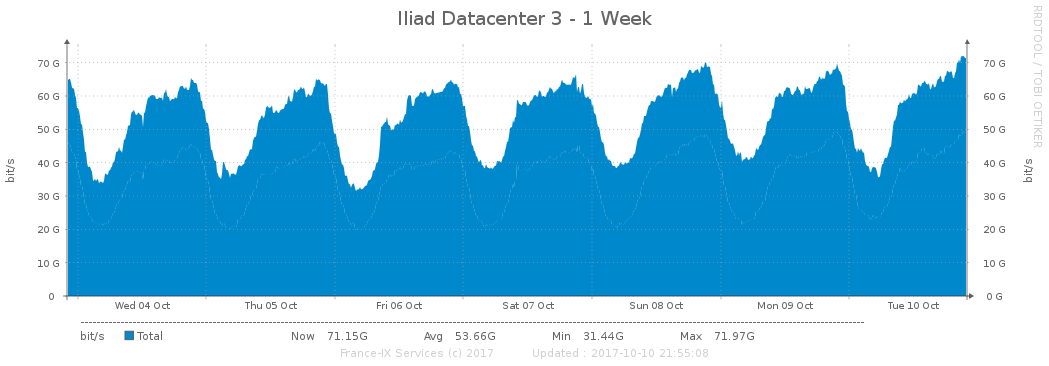 Iliad Datacenter 3 - 1 Week
RRDTOOL / TOBI OETIKER
70 G 70 G
60 G 60 G
50 G 50 G
40 G 40 G
30 G 30 G
20 G 20 G
10 G 10 G
0 0 G
bit/s
bit/s
Wed 04 Oct Thu 05 Oct Fri 06 Oct Sat 07 Oct Sun 08 Oct Mon 09 Oct Tue 10 Oct
bit/s Total Now 71.15G Avg 53.66G Min 31.44G Max 71.97G
France-IX Services (c) 2017 Updated : 2017-10-10 21:55:08